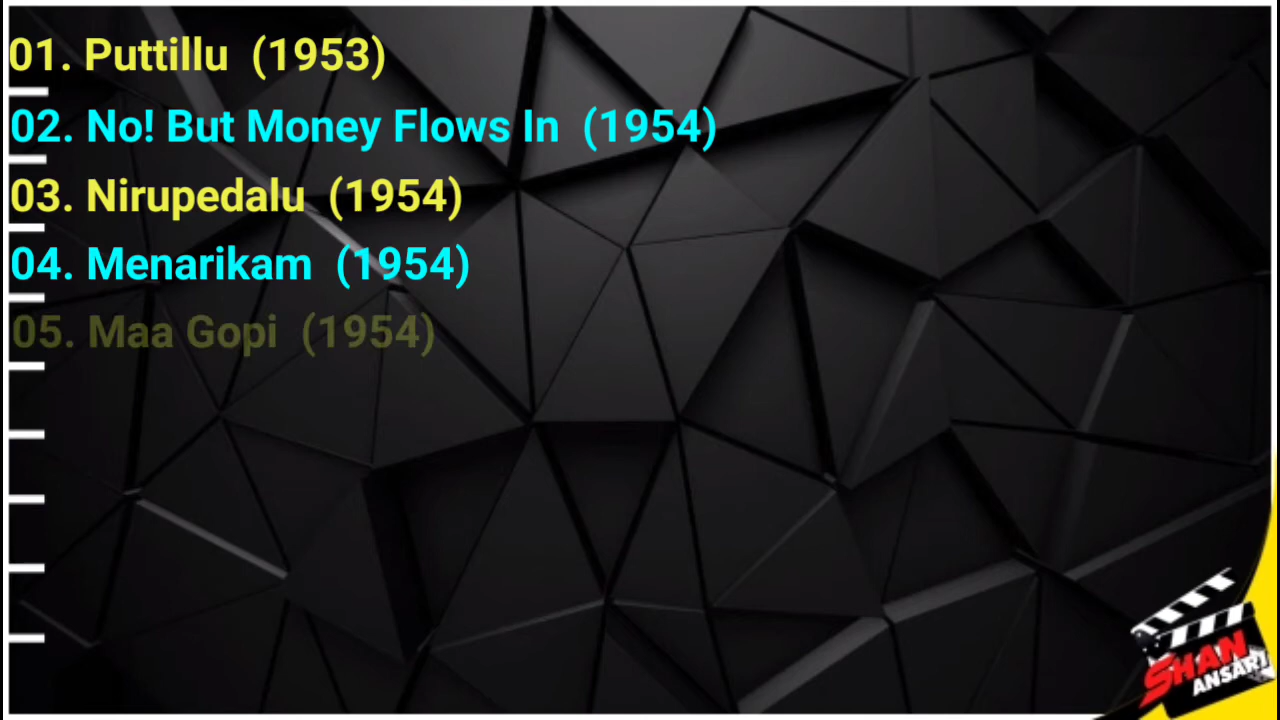 01. Puttillu (1953)
02. No! But Money Flows In (1954)
03. Nirupedalu (1954)
04. Menarikam (1954)
05. Maa Gopi (1954)
SHAN
ANSARI